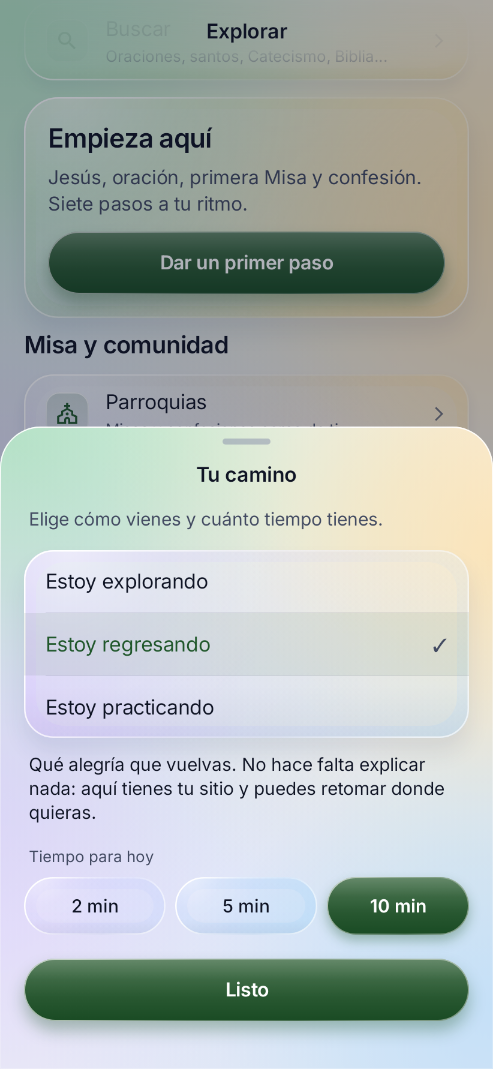 Buscar
Explorar
Oraciones, santos, Catecismo, Biblia...
Empieza aquí
Jesús, oración, primera Misa y confesión.
Siete pasos a tu ritmo.
Dar un primer paso
Misa y comunidad
Parroquias
Tu camino
Elige cómo vienes y cuánto tiempo tienes.
Estoy explorando
Estoy regresando ✓
Estoy practicando
Qué alegría que vuelvas. No hace falta explicar
nada: aquí tienes tu sitio y puedes retomar donde
quieras.
Tiempo para hoy
2 min 5 min 10 min
Listo